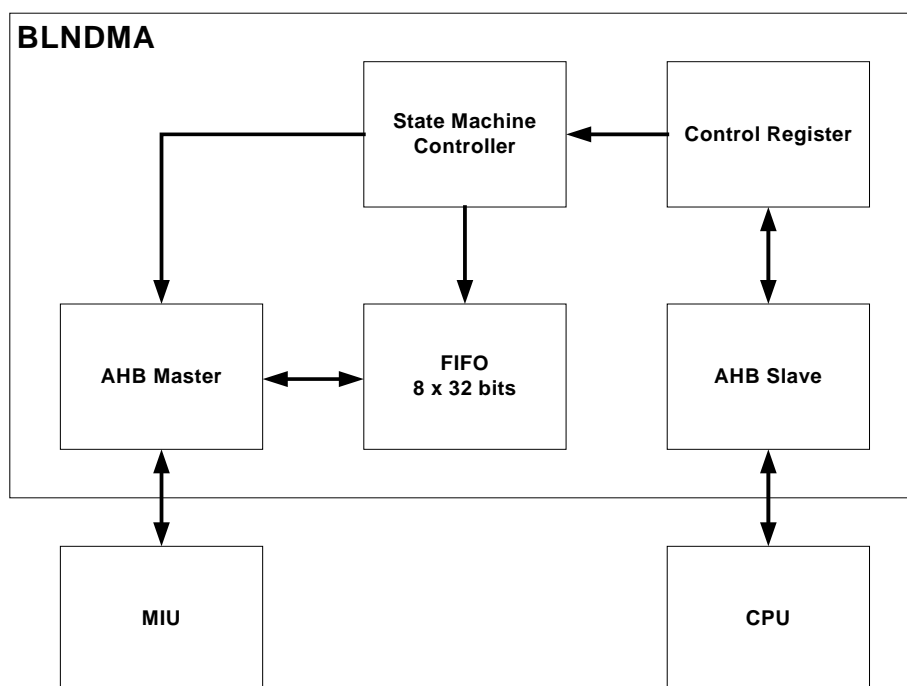 BLNDMA
State Machine
Controller
Control Register
AHB Master
FIFO
8 x 32 bits
AHB Slave
MIU
CPU